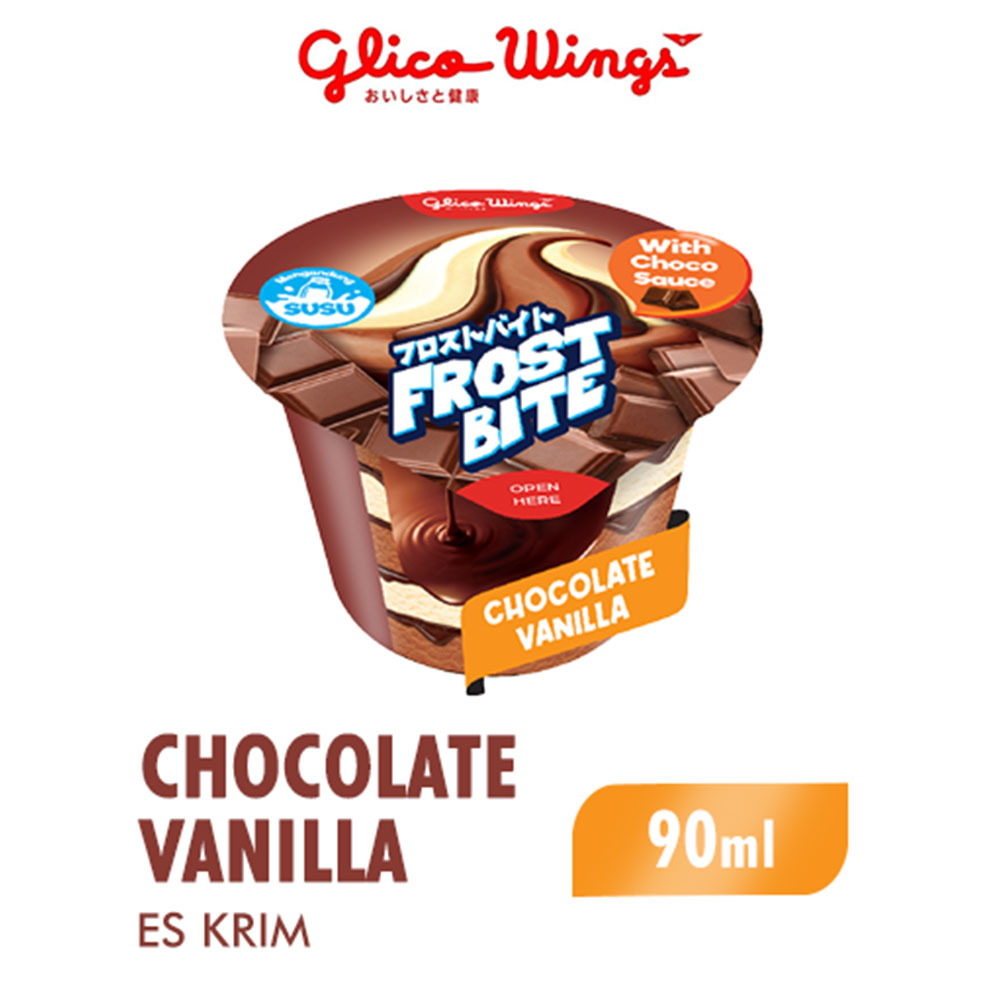 Glico Wings
おいしさと健康
Glico Wings
Mengandung
SUSU
With
Choco
Sauce
フロストバイト
FROST
BITE
OPEN
HERE
CHOCOLATE
VANILLA
CHOCOLATE
VANILLA
90ml
ES KRIM